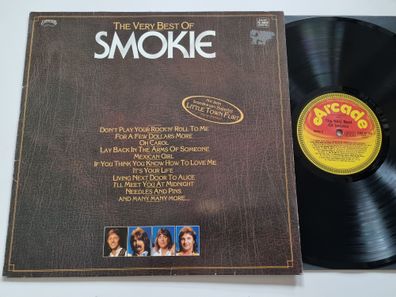 THE VERY BEST OF
SMOKIE
LITTLE TOWN FLIRT
DON'T PLAY YOUR ROCK'N' ROLL TO ME
FOR A FEW DOLLARS MORE
OH CAROL
LAY BACK IN THE ARMS OF SOMEONE
MEXICAN GIRL
IF YOU THINK YOU KNOW HOW TO LOVE ME
IT'S YOUR LIFE
LIVING NEXT DOOR TO ALICE
I'LL MEET YOU AT MIDNIGHT
NEEDLES AND PINS
AND MANY MANY MORE...
Arcade
The Very Best